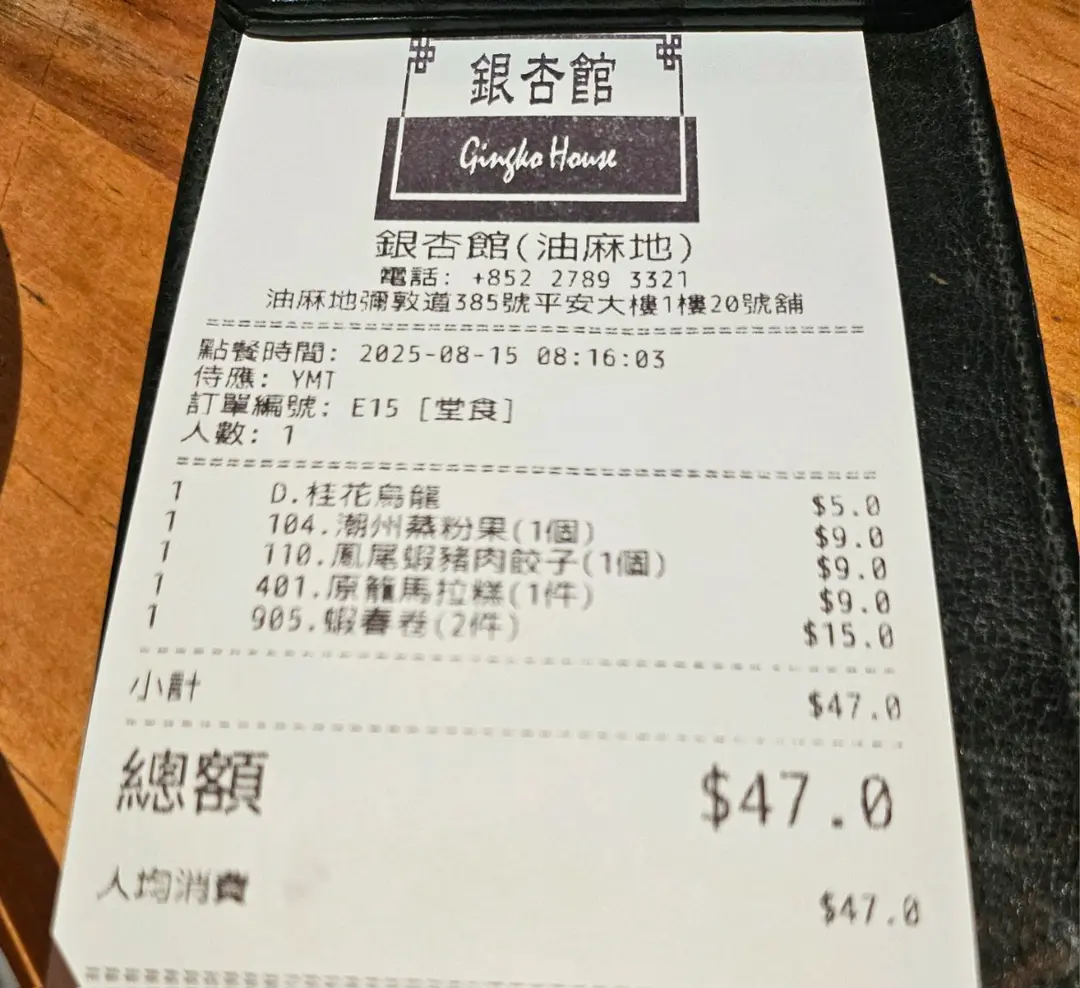 銀杏館
Gingko House
銀杏館(油麻地)
電話: +852 2789 3321
油麻地彌敦道385號平安大樓1樓20號舖
點餐時間: 2025-08-15 08:16:03
侍應: YMT
訂單編號: E15 [堂食]
人數: 1
1 D.桂花烏龍 $5.0
1 104.潮州蒸粉果(1個) $9.0
1 110.鳳尾蝦豬肉餃子(1個) $9.0
1 401.原籠馬拉糕(1件) $9.0
1 905.蝦春卷(2件) $15.0
小計 $47.0
總額 $47.0
人均消費 $47.0